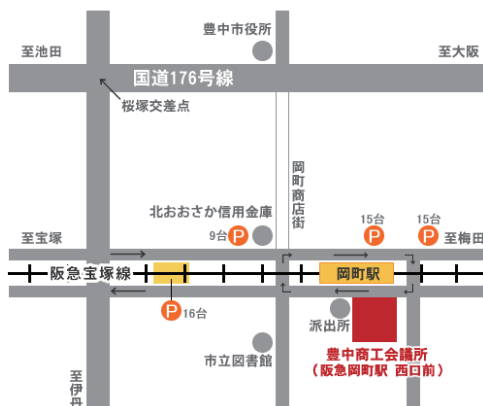 豊中市役所
至池田
至大阪
国道176号線
桜塚交差点
岡町商店街
北おおさか信用金庫
9台 P
15台
P
15台
P
至宝塚
至梅田
阪急宝塚線
岡町駅
P 16台
派出所
市立図書館
豊中商工会議所
(阪急岡町駅 西口前)
至伊丹